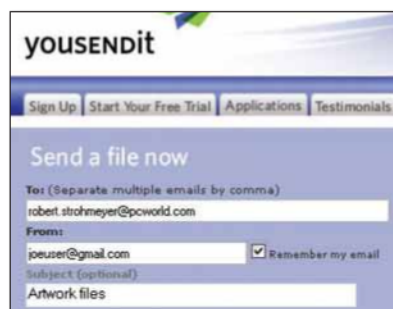 YOUSENDIT
Sign Up Start Your Free Trial Applications Testimonials
Send a file now
To: (Separate multiple emails by comma)
robert.strohmeyer@pcworld.com
From:
joeuser@gmail.com Remember my email
Subject (optional)
Artwork files